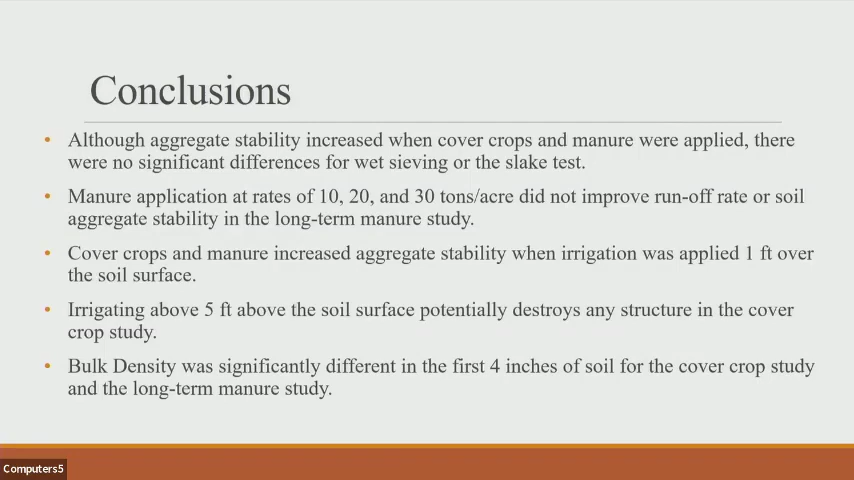 Conclusions
• Although aggregate stability increased when cover crops and manure were applied, there
were no significant differences for wet sieving or the slake test.
• Manure application at rates of 10, 20, and 30 tons/acre did not improve run-off rate or soil
aggregate stability in the long-term manure study.
• Cover crops and manure increased aggregate stability when irrigation was applied 1 ft over
the soil surface.
• Irrigating above 5 ft above the soil surface potentially destroys any structure in the cover
crop study.
• Bulk Density was significantly different in the first 4 inches of soil for the cover crop study
and the long-term manure study.
Computers5